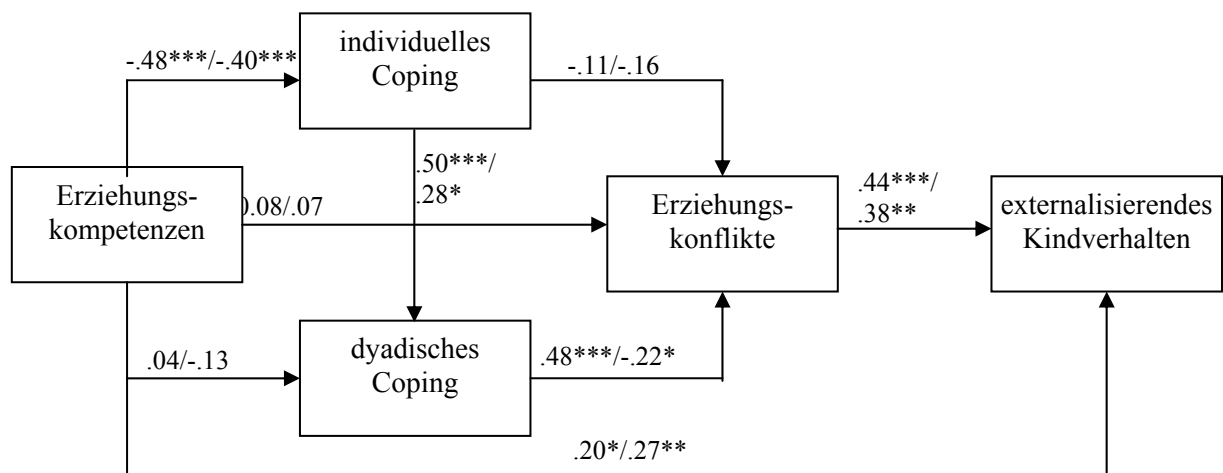 individuelles
Coping
-.48***/-.40***
-.11/-.16
.50***/
.28*
Erziehungs-
kompetenzen
0.08/.07
Erziehungs-
konflikte
.44***/
.38**
externalisierendes
Kindverhalten
dyadisches
Coping
.04/-.13
.48***/-.22*
.20*/.27**